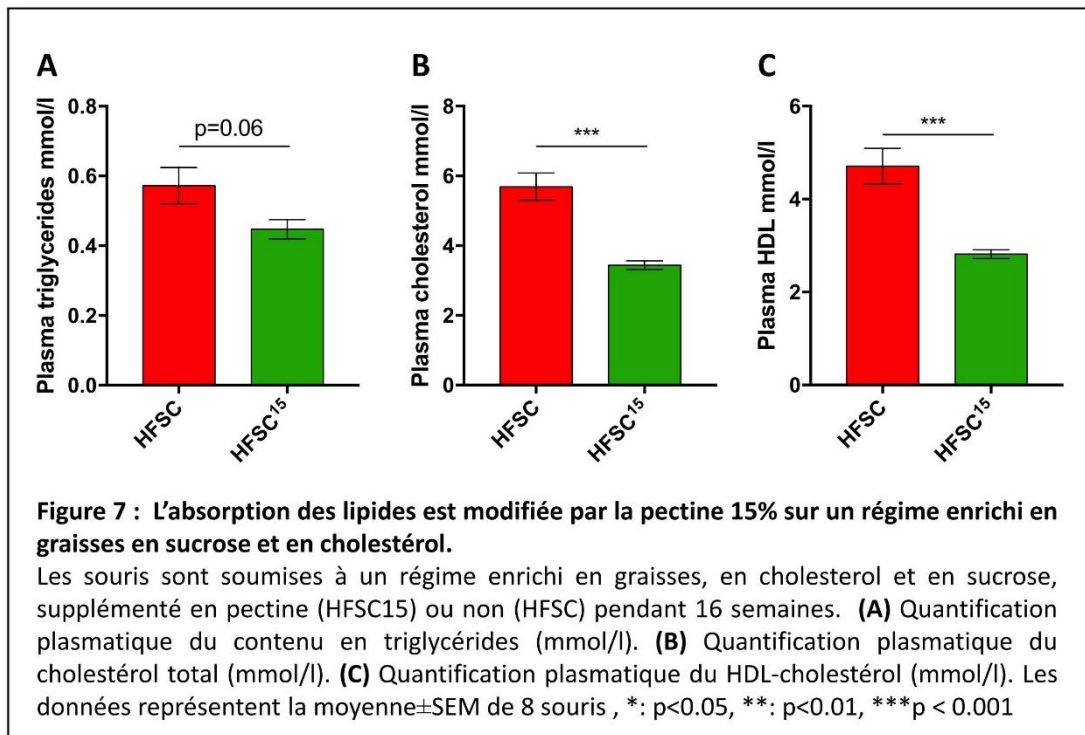 A
B
C
Plasma triglycerides mmol/l
0.8
0.6
0.4
0.2
0.0
p=0.06
HFSC
HFSC¹⁵
Plasma cholesterol mmol/l
8
6
4
2
0
***
HFSC
HFSC¹⁵
Plasma HDL mmol/l
6
4
2
0
***
HFSC
HFSC¹⁵
Figure 7 : L’absorption des lipides est modifiée par la pectine 15% sur un régime enrichi en
graisses en sucrose et en cholestérol.
Les souris sont soumises à un régime enrichi en graisses, en cholesterol et en sucrose,
supplémenté en pectine (HFSC15) ou non (HFSC) pendant 16 semaines. (A) Quantification
plasmatique du contenu en triglycérides (mmol/l). (B) Quantification plasmatique du
cholestérol total (mmol/l). (C) Quantification plasmatique du HDL-cholestérol (mmol/l). Les
données représentent la moyenne±SEM de 8 souris , *: p<0.05, **: p<0.01, ***p < 0.001